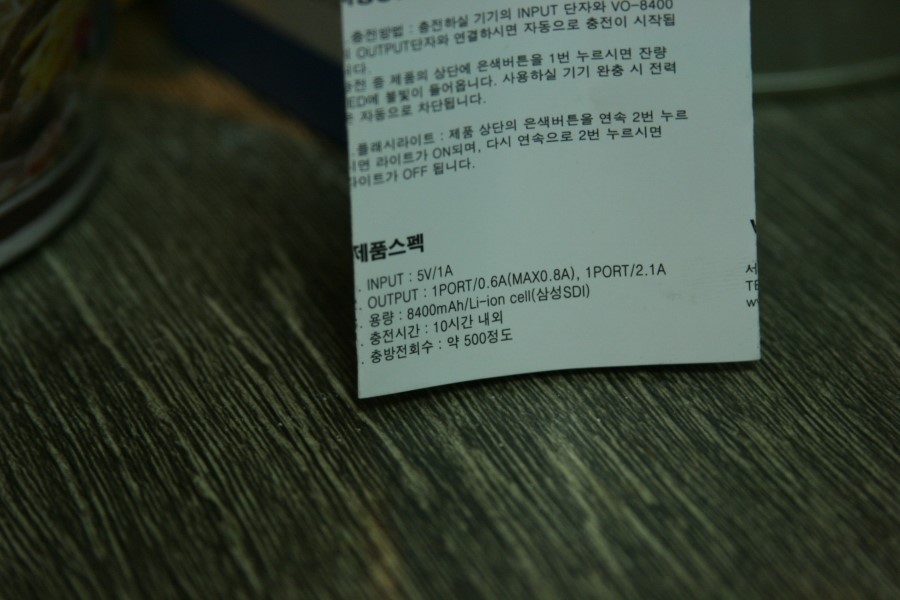 충전방법 : 충전하실 기기의 INPUT 단자와 VO-8400
OUTPUT단자와 연결하시면 자동으로 충전이 시작됩
니다.
충전 중 제품의 상단에 은색버튼을 1번 누르시면 잔량
ED에 불빛이 들어옵니다. 사용하실 기기 완충 시 전력
은 자동으로 차단됩니다.
플래시라이트 : 제품 상단의 은색버튼을 연속 2번 누르
시면 라이트가 ON되며, 다시 연속으로 2번 누르시면
라이트가 OFF 됩니다.
제품스펙
. INPUT : 5V/1A
. OUTPUT : 1PORT/0.6A(MAX0.8A), 1PORT/2.1A
. 용량 : 8400mAh/Li-ion cell(삼성SDI)
. 충전시간 : 10시간 내외
. 충방전회수 : 약 500정도
서
TE
w